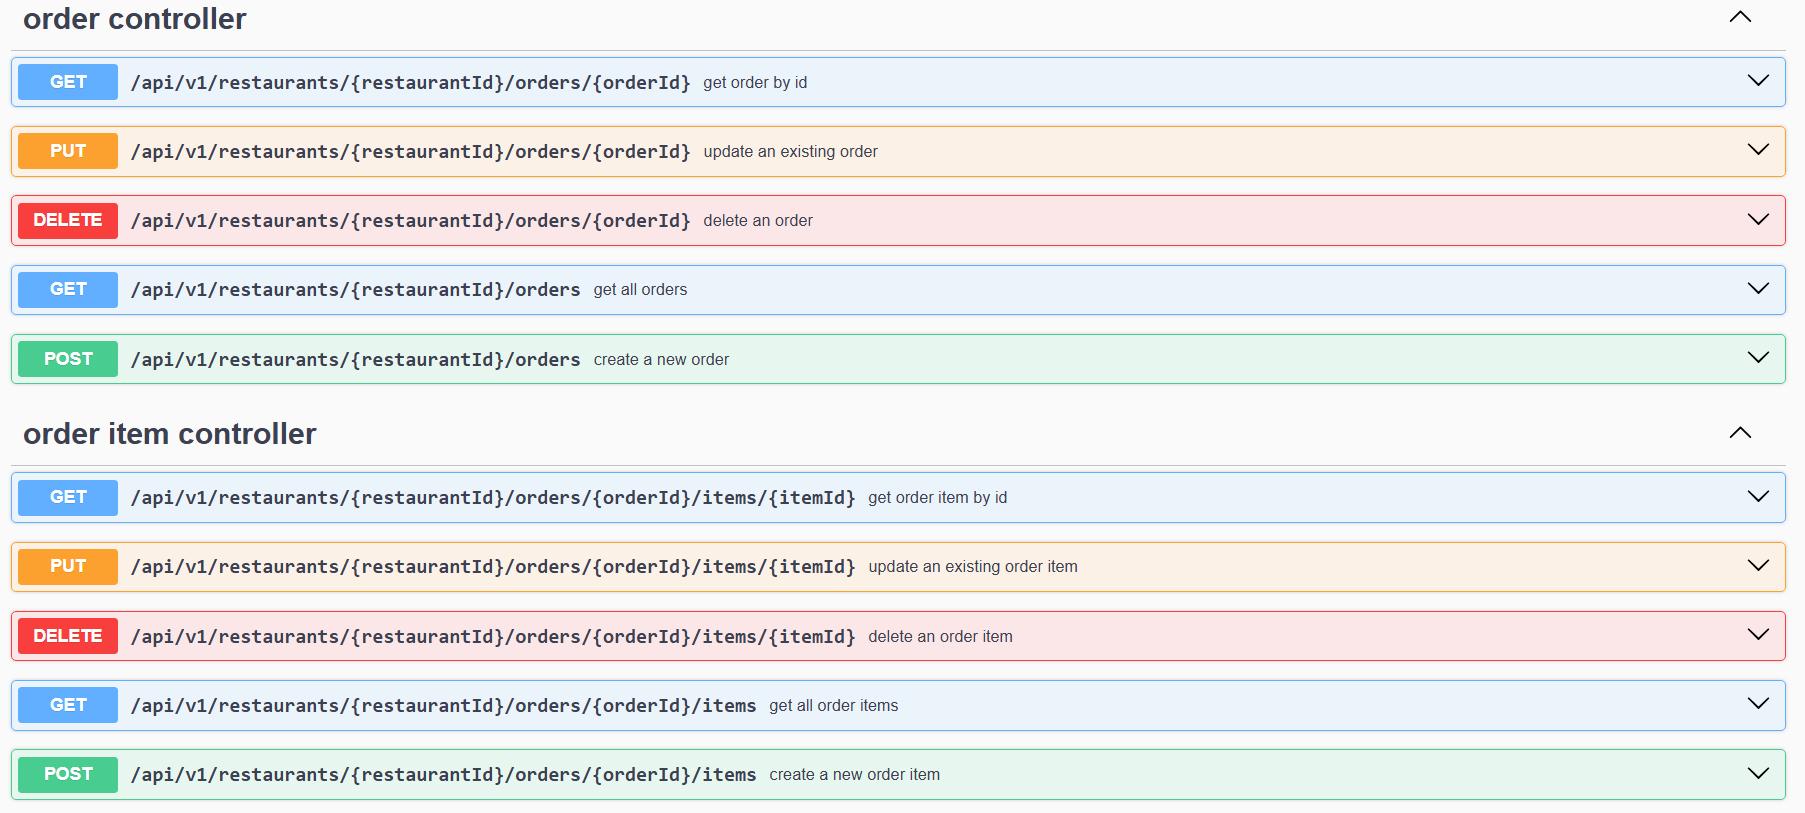 order controller
GET /api/v1/restaurants/{restaurantId}/orders/{orderId} get order by id
PUT /api/v1/restaurants/{restaurantId}/orders/{orderId} update an existing order
DELETE /api/v1/restaurants/{restaurantId}/orders/{orderId} delete an order
GET /api/v1/restaurants/{restaurantId}/orders get all orders
POST /api/v1/restaurants/{restaurantId}/orders create a new order
order item controller
GET /api/v1/restaurants/{restaurantId}/orders/{orderId}/items/{itemId} get order item by id
PUT /api/v1/restaurants/{restaurantId}/orders/{orderId}/items/{itemId} update an existing order item
DELETE /api/v1/restaurants/{restaurantId}/orders/{orderId}/items/{itemId} delete an order item
GET /api/v1/restaurants/{restaurantId}/orders/{orderId}/items get all order items
POST /api/v1/restaurants/{restaurantId}/orders/{orderId}/items create a new order item